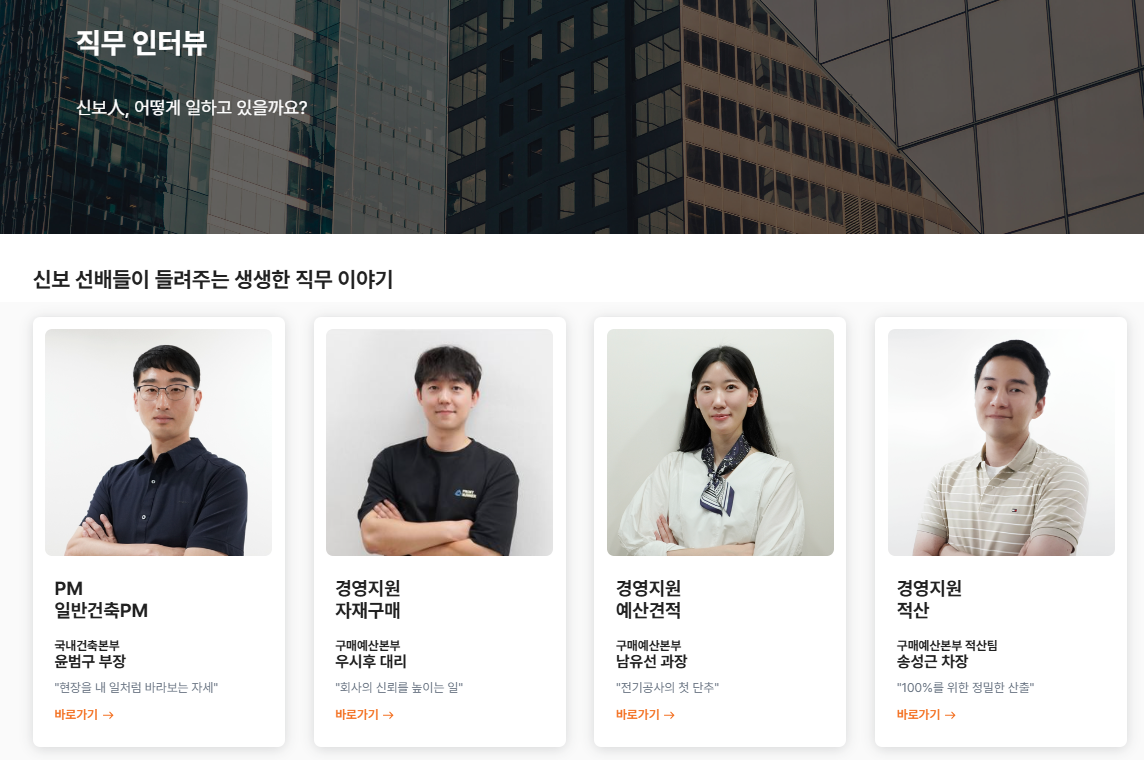 직무 인터뷰
신보人, 어떻게 일하고 있을까요?
신보 선배들이 들려주는 생생한 직무 이야기
PM
일반건축PM
국내건축본부
윤범구 부장
"현장을 내 일처럼 바라보는 자세"
바로가기 →
경영지원
자재구매
구매예산본부
우시후 대리
"회사의 신뢰를 높이는 일"
바로가기 →
경영지원
예산견적
구매예산본부
남유선 과장
"전기공사의 첫 단추"
바로가기 →
경영지원
적산
구매예산본부 적산팀
송성근 차장
"100%를 위한 정밀한 산출"
바로가기 →